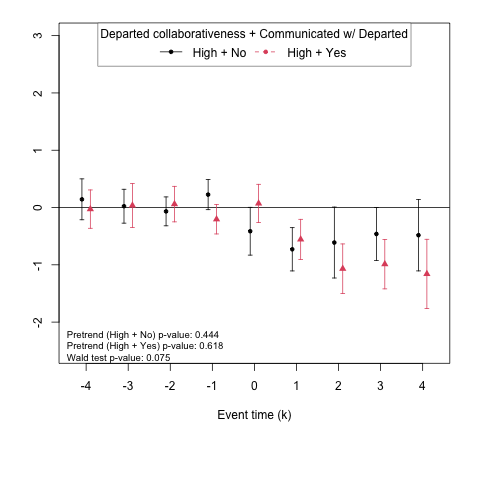 Departed collaborativeness + Communicated w/ Departed
High + No High + Yes
3
2
1
0
-1
-2
Pretrend (High + No) p-value: 0.444
Pretrend (High + Yes) p-value: 0.618
Wald test p-value: 0.075
-4 -3 -2 -1 0 1 2 3 4
Event time (k)